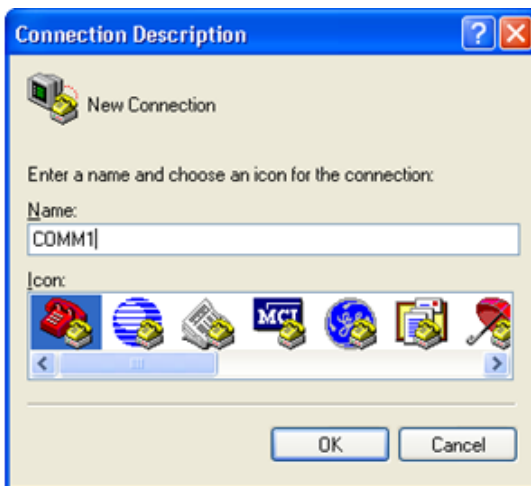 Connection Description
New Connection
Enter a name and choose an icon for the connection:
Name:
COMM1
Icon:
MCI
OK
Cancel